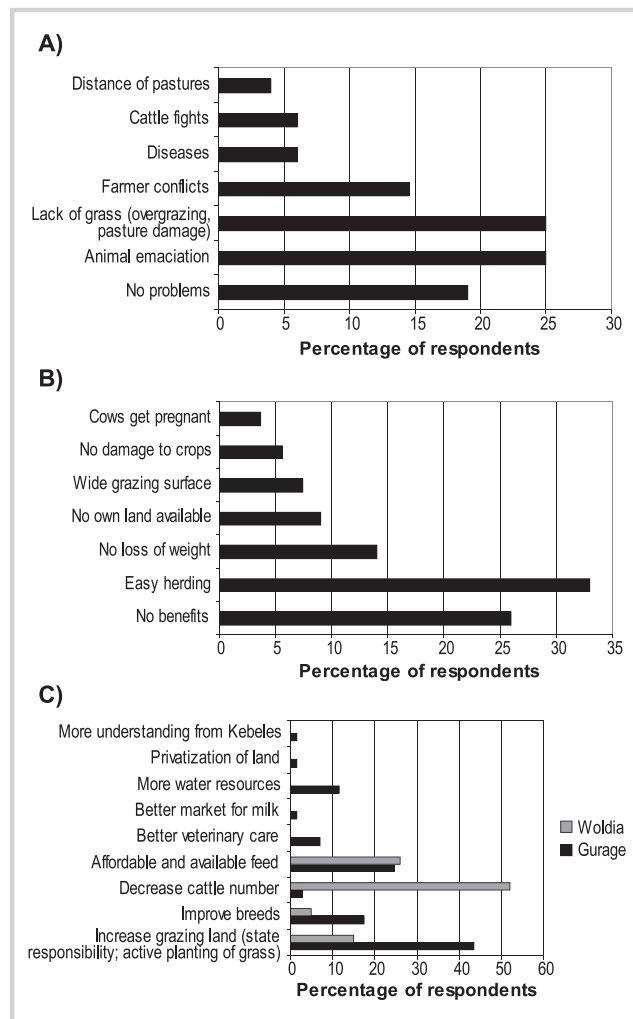 A)
Distance of pastures
Cattle fights
Diseases
Farmer conflicts
Lack of grass (overgrazing,
pasture damage)
Animal emaciation
No problems
0 5 10 15 20 25 30
Percentage of respondents
B)
Cows get pregnant
No damage to crops
Wide grazing surface
No own land available
No loss of weight
Easy herding
No benefits
0 5 10 15 20 25 30 35
Percentage of respondents
C)
More understanding from Kebeles
Privatization of land
More water resources
Better market for milk
Better veterinary care
Affordable and available feed
Decrease cattle number
Improve breeds
Increase grazing land (state
responsibility; active planting of grass)
0 10 20 30 40 50 60
Percentage of respondents
Woldia
Gurage